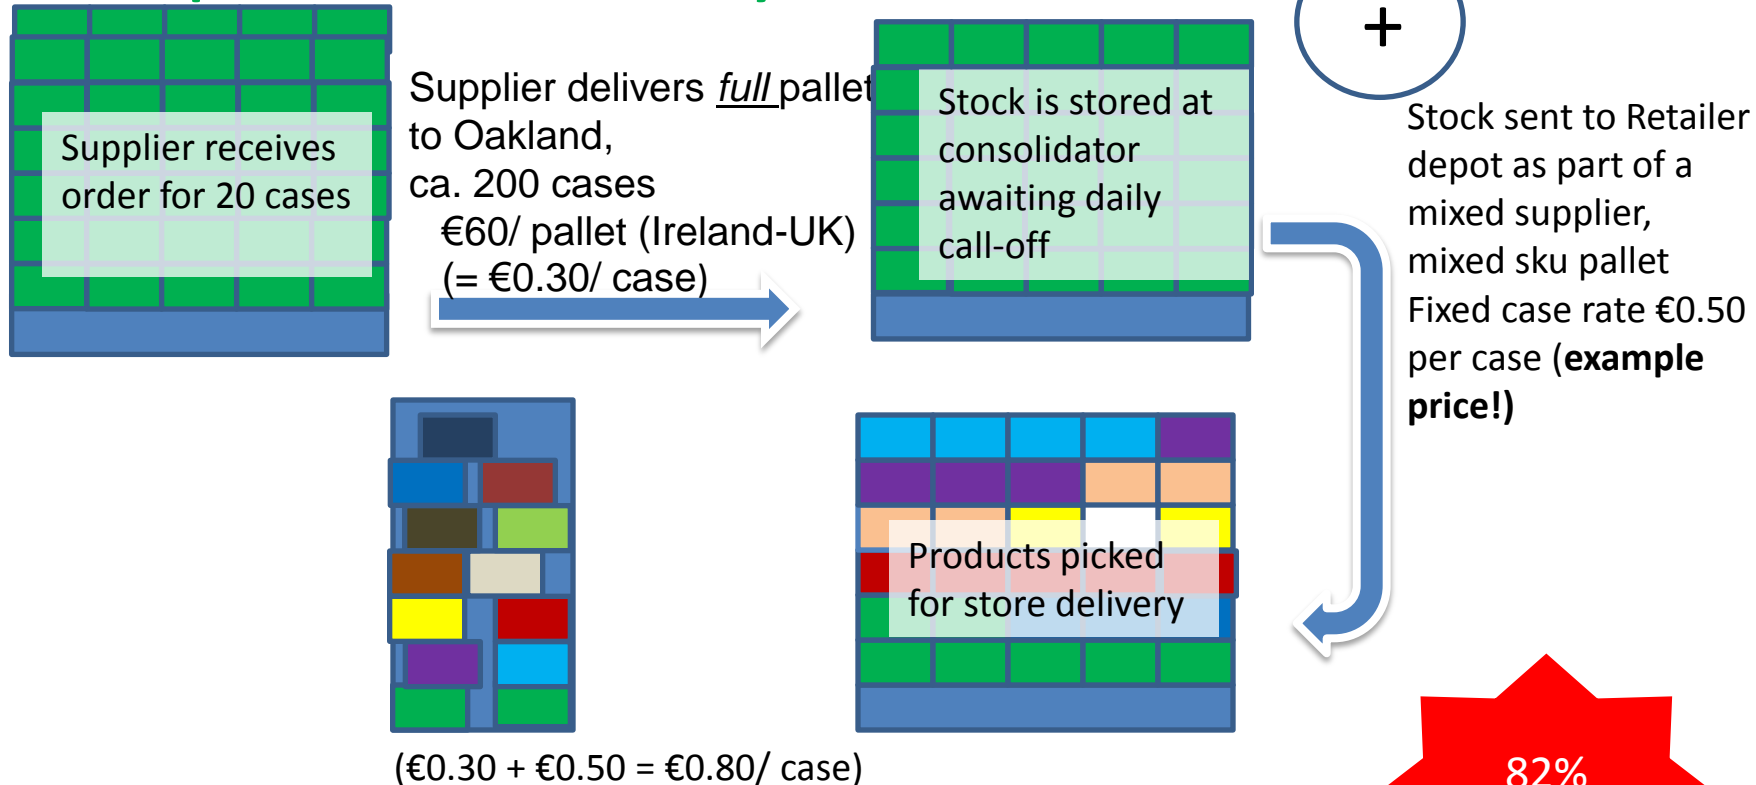 +
Supplier receives
order for 20 cases
Supplier delivers full pallet
to Oakland,
ca. 200 cases
€60/ pallet (Ireland-UK)
(= €0.30/ case)
Stock is stored at
consolidator
awaiting daily
call-off
Stock sent to Retailer
depot as part of a
mixed supplier,
mixed sku pallet
Fixed case rate €0.50
per case (example
price!)
Products picked
for store delivery
(€0.30 + €0.50 = €0.80/ case)
82%